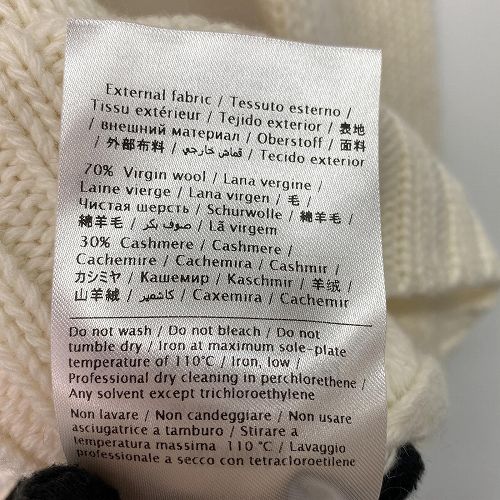 External fabric / Tessuto esterno /
Tissu extérieur / Tejido exterior / 表地
/ внешний материал / Oberstoff / 面料
/ 外部布料 / قماش خارجي / Tecido exterior
70% Virgin wool / Lana vergine /
Laine vierge / Lana virgen / 毛 /
Чистая шерсть / Schurwolle / 綿羊毛 /
綿羊毛 / صوف بكر / Lã virgem
30% Cashmere / Cashmere /
Cachemire / Cachemira / Cashmir /
カシミヤ / Кашемир / Kaschmir / 羊绒 /
山羊絨 / كاشمير / Caxemira / Cachemir
Do not wash / Do not bleach / Do not
tumble dry / Iron at maximum sole-plate
temperature of 110°C / Iron, low /
Professional dry cleaning in perchlorethene /
Any solvent except trichloroethylene
Non lavare / Non candeggiare / Non usare
asciugatrice a tamburo / Stirare a
temperatura massima 110°C / Lavaggio
professionale a secco con tetracloroetilene